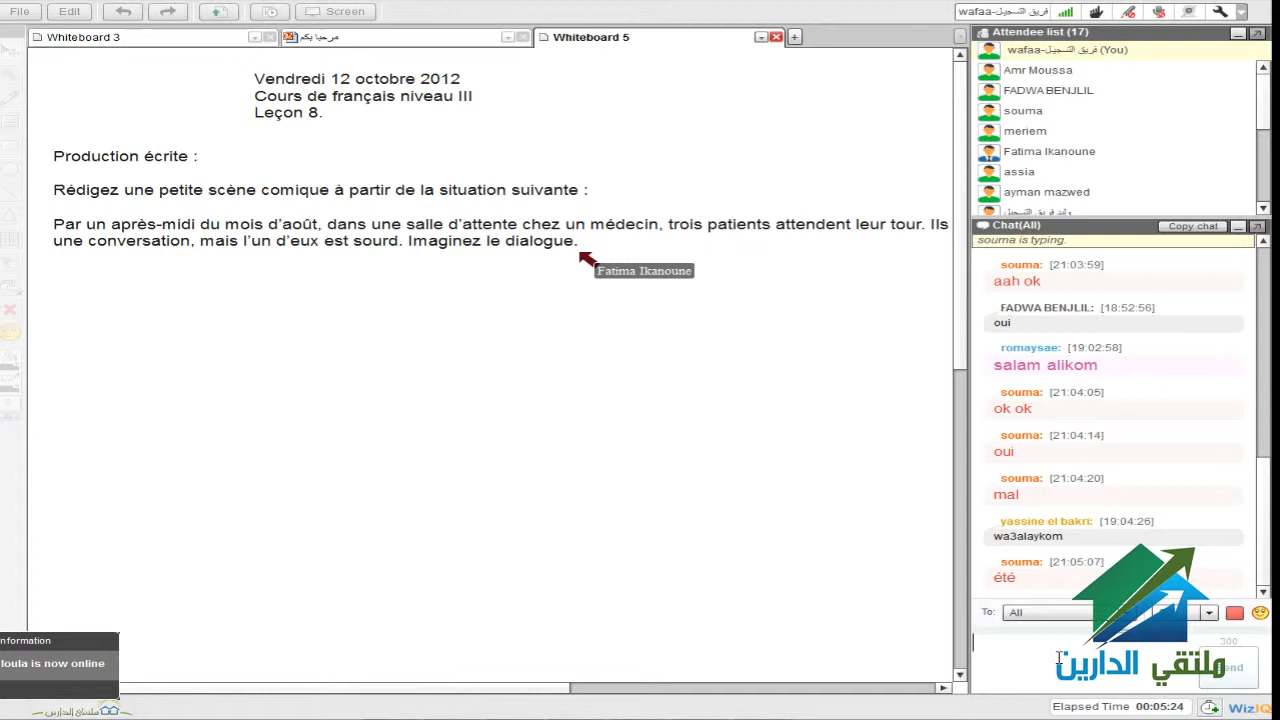 File
Edit
Screen
wafaa-فريق التسجيل
Whiteboard 3
مرحبا بكم
Whiteboard 5
Vendredi 12 octobre 2012
Cours de français niveau III
Leçon 8.
Production écrite :
Rédigez une petite scène comique à partir de la situation suivante :
Par un après-midi du mois d'août, dans une salle d'attente chez un médecin, trois patients attendent leur tour. Ils
une conversation, mais l'un d'eux est sourd. Imaginez le dialogue.
Fatima Ikanoune
Attendee list (17)
wafaa-فريق التسجيل (You)
Amr Moussa
FADWA BENJLIL
souma
meriem
Fatima Ikanoune
assia
ayman mazwed
وليد فريق التسجيل
Chat(All)
Copy chat
souma is typing.
souma: [21:03:59]
aah ok
FADWA BENJLIL: [18:52:56]
oui
romaysae: [19:02:58]
salam alikom
souma: [21:04:05]
ok ok
souma: [21:04:14]
oui
souma: [21:04:20]
mal
yassine el bakri: [19:04:26]
wa3alaykom
souma: [21:05:07]
été
To: All
300
ملتقي الدارين
nformation
loula is now online
ملتقى الدارين
Elapsed Time 00:05:24
WizIQ